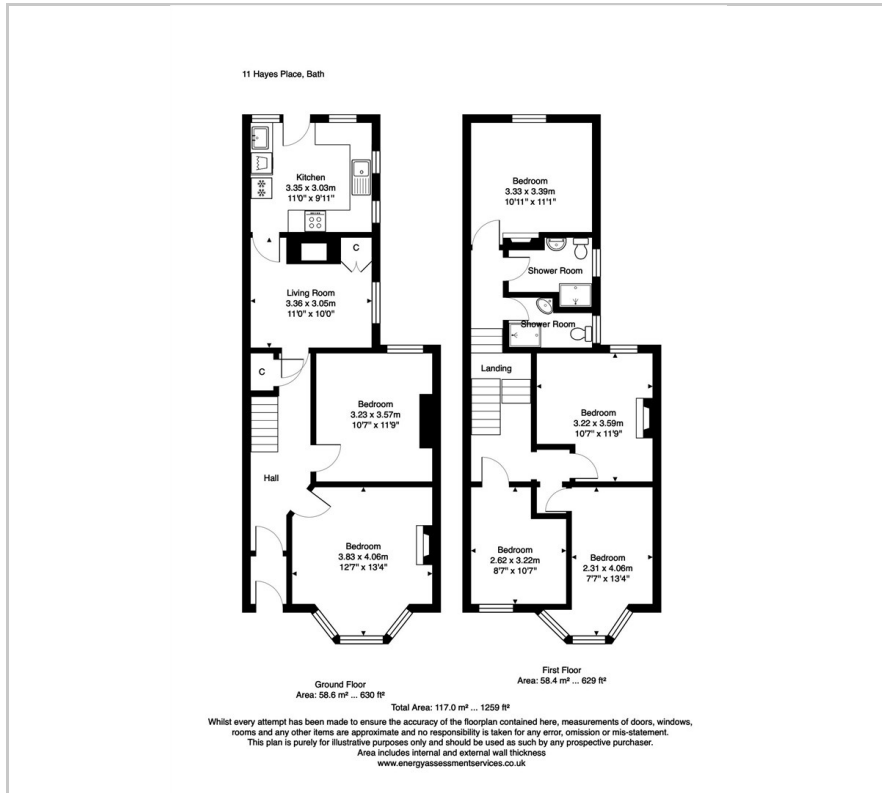 11 Hayes Place, Bath
Kitchen
3.35 x 3.03m
11'0" x 9'11"
C
Living Room
3.36 x 3.05m
11'0" x 10'0"
C
Bedroom
3.23 x 3.57m
10'7" x 11'9"
Hall
Bedroom
3.83 x 4.06m
12'7" x 13'4"
Ground Floor
Area: 58.6 m² ... 630 ft²
Bedroom
3.33 x 3.39m
10'11" x 11'1"
Shower Room
Shower Room
Landing
Bedroom
3.22 x 3.59m
10'7" x 11'9"
Bedroom
2.62 x 3.22m
8'7" x 10'7"
Bedroom
2.31 x 4.06m
7'7" x 13'4"
First Floor
Area: 58.4 m² ... 629 ft²
Total Area: 117.0 m² ... 1259 ft²
Whilst every attempt has been made to ensure the accuracy of the floorplan contained here, measurements of doors, windows,
rooms and any other items are approximate and no responsibility is taken for any error, omission or mis-statement.
This plan is purely for illustrative purposes only and should be used as such by any prospective purchaser.
Area includes internal and external wall thickness
www.energyassessmentservices.co.uk